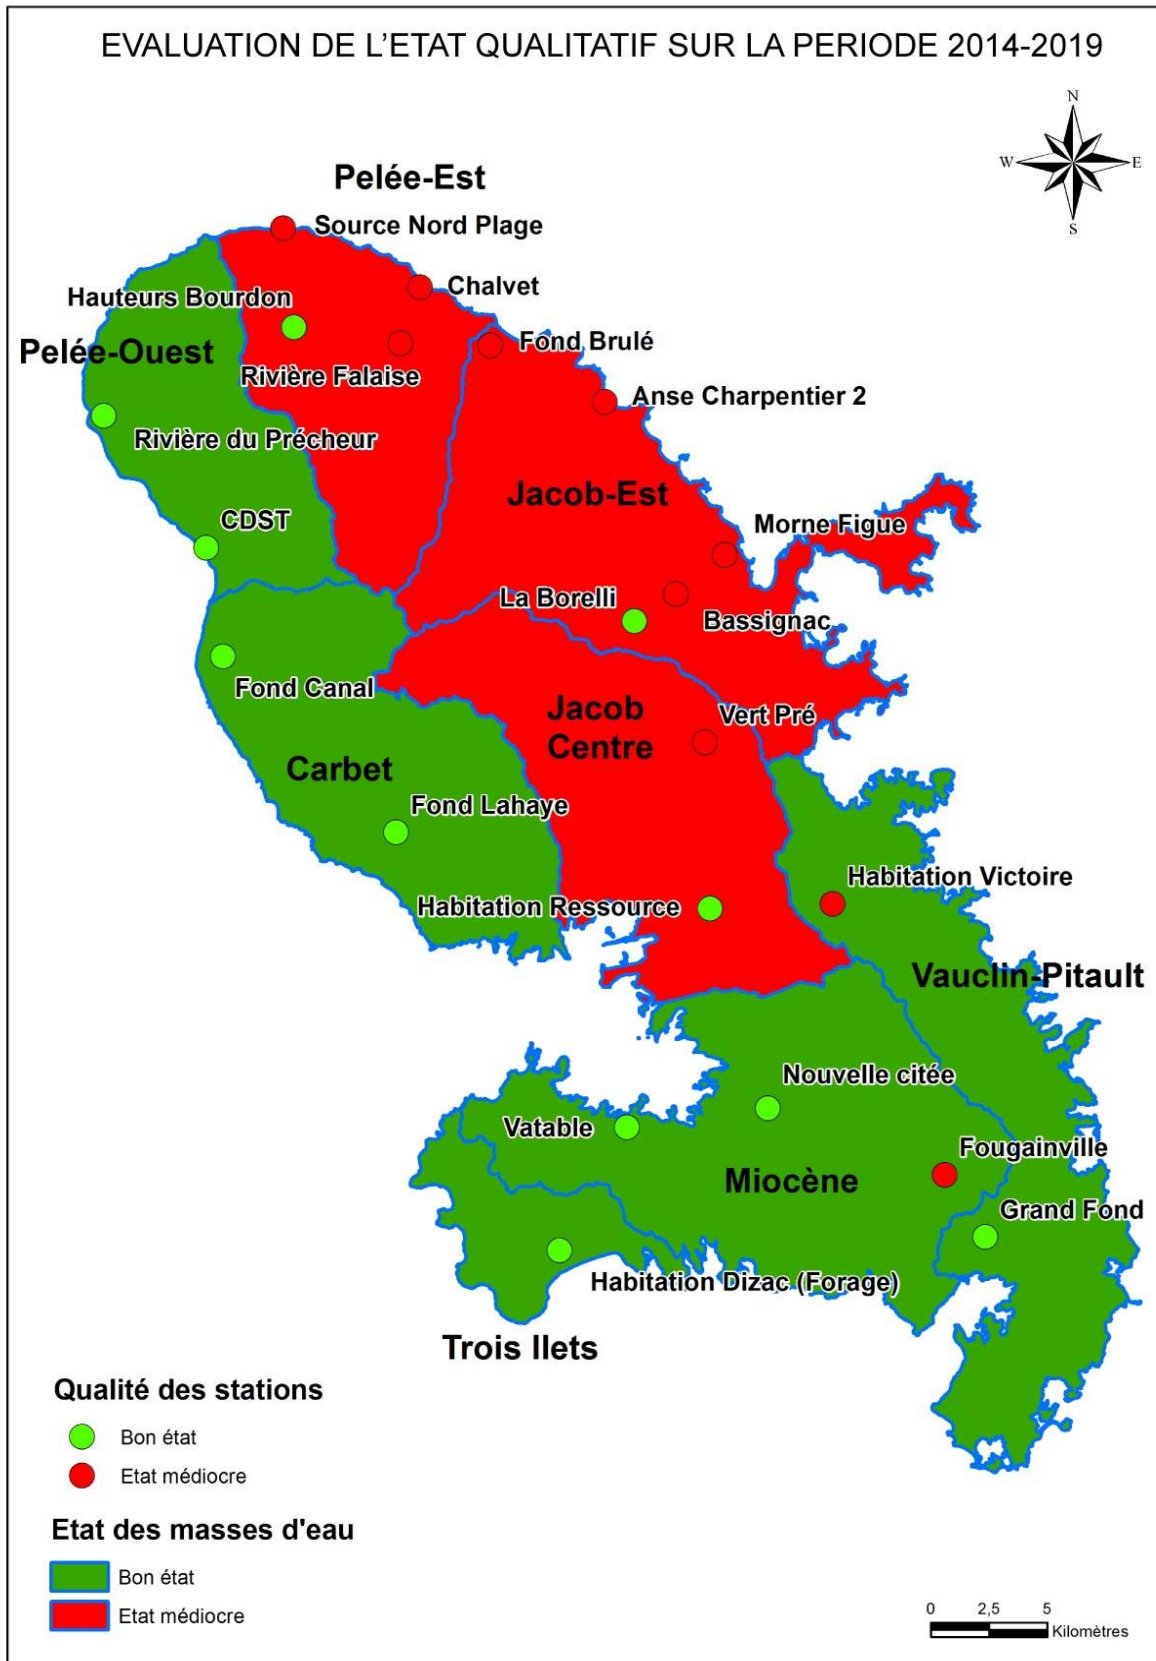 EVALUATION DE L'ETAT QUALITATIF SUR LA PERIODE 2014-2019
N
W
E
S
Pelée-Est
Source Nord Plage
Chalvet
Hauteurs Bourdon
Fond Brulé
Pelée-Ouest
Rivière Falaise
Anse Charpentier 2
Rivière du Précheur
Jacob-Est
CDST
Morne Figue
La Borelli
Bassignac
Fond Canal
Jacob
Centre
Vert Pré
Carbet
Fond Lahaye
Habitation Victoire
Habitation Ressource
Vauclin-Pitault
Nouvelle citée
Vatable
Fougainville
Miocène
Grand Fond
Habitation Dizac (Forage)
Trois Ilets
Qualité des stations
Bon état
Etat médiocre
Etat des masses d'eau
Bon état
Etat médiocre
0 2,5 5
Kilomètres